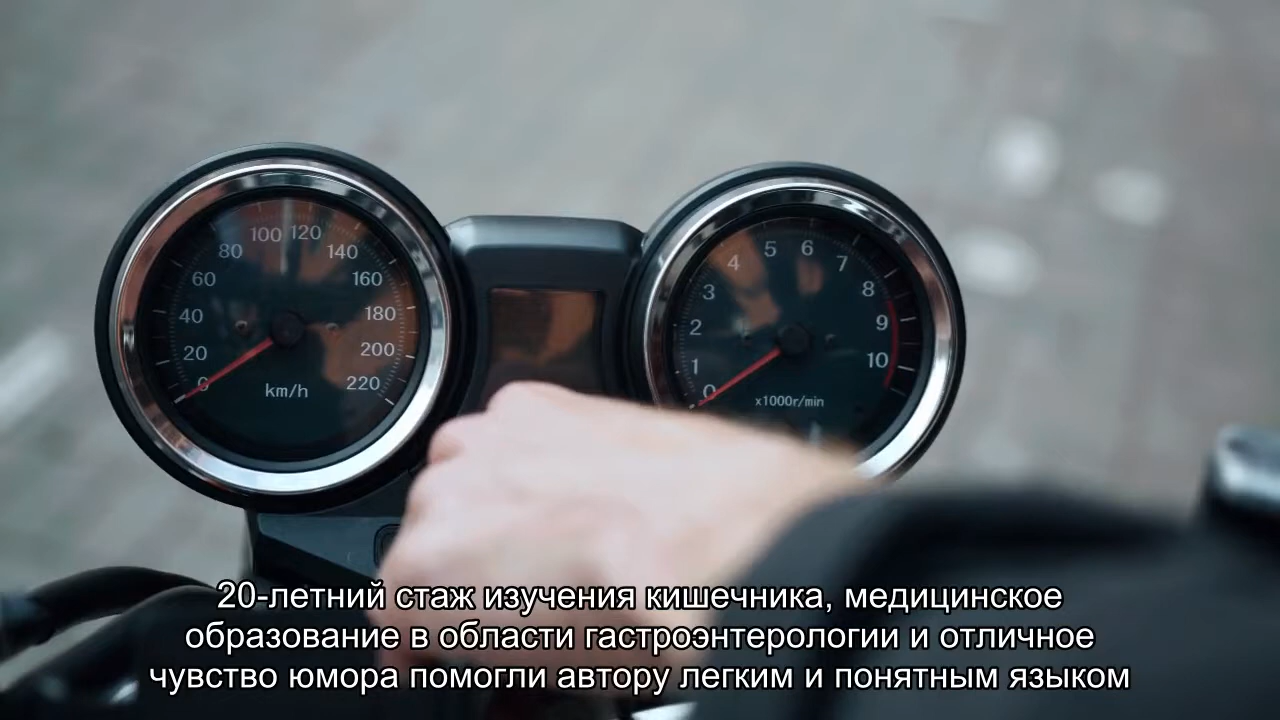 100 120
80 140
60 160
40 180
20 200
0 220
km/h
5 6
4 7
3 8
2 9
1 10
0
x1000r/min
20-летний стаж изучения кишечника, медицинское
образование в области гастроэнтерологии и отличное
чувство юмора помогли автору легким и понятным языком